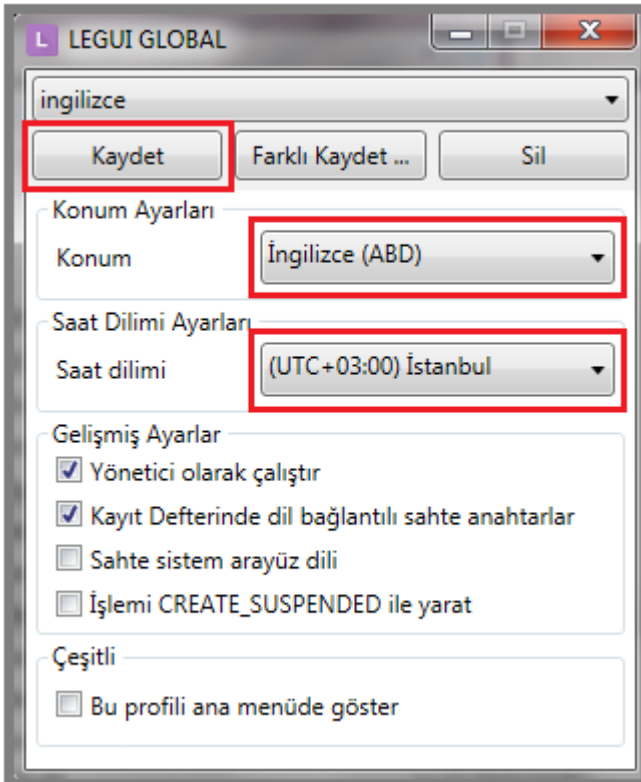 LEGUI GLOBAL
ingilizce
Kaydet
Farklı Kaydet ...
Sil
Konum Ayarları
Konum
İngilizce (ABD)
Saat Dilimi Ayarları
Saat dilimi
(UTC+03:00) İstanbul
Gelişmiş Ayarlar
Yönetici olarak çalıştır
Kayıt Defterinde dil bağlantılı sahte anahtarlar
Sahte sistem arayüz dili
İşlemi CREATE_SUSPENDED ile yarat
Çeşitli
Bu profili ana menüde göster